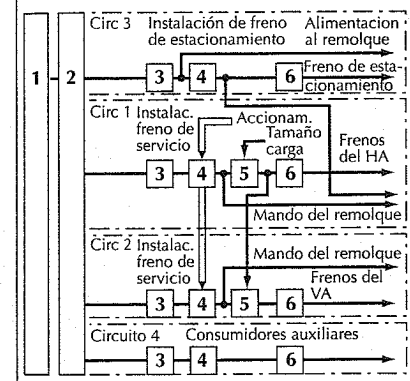 Circ 3 Instalación de freno
de estacionamiento
Alimentacion
al remolque
1
2
3
4
6
Freno de esta-
cionamiento
Circ 1 Instalac.
freno de
servicio
Accionam.
Tamaño
carga
Frenos
del HA
3
4
5
6
Mando del remolque
Circ 2 Instalac.
freno de
servicio
Mando del remolque
Frenos del
VA
3
4
5
6
Circuito 4 Consumidores auxiliares
3
4
6